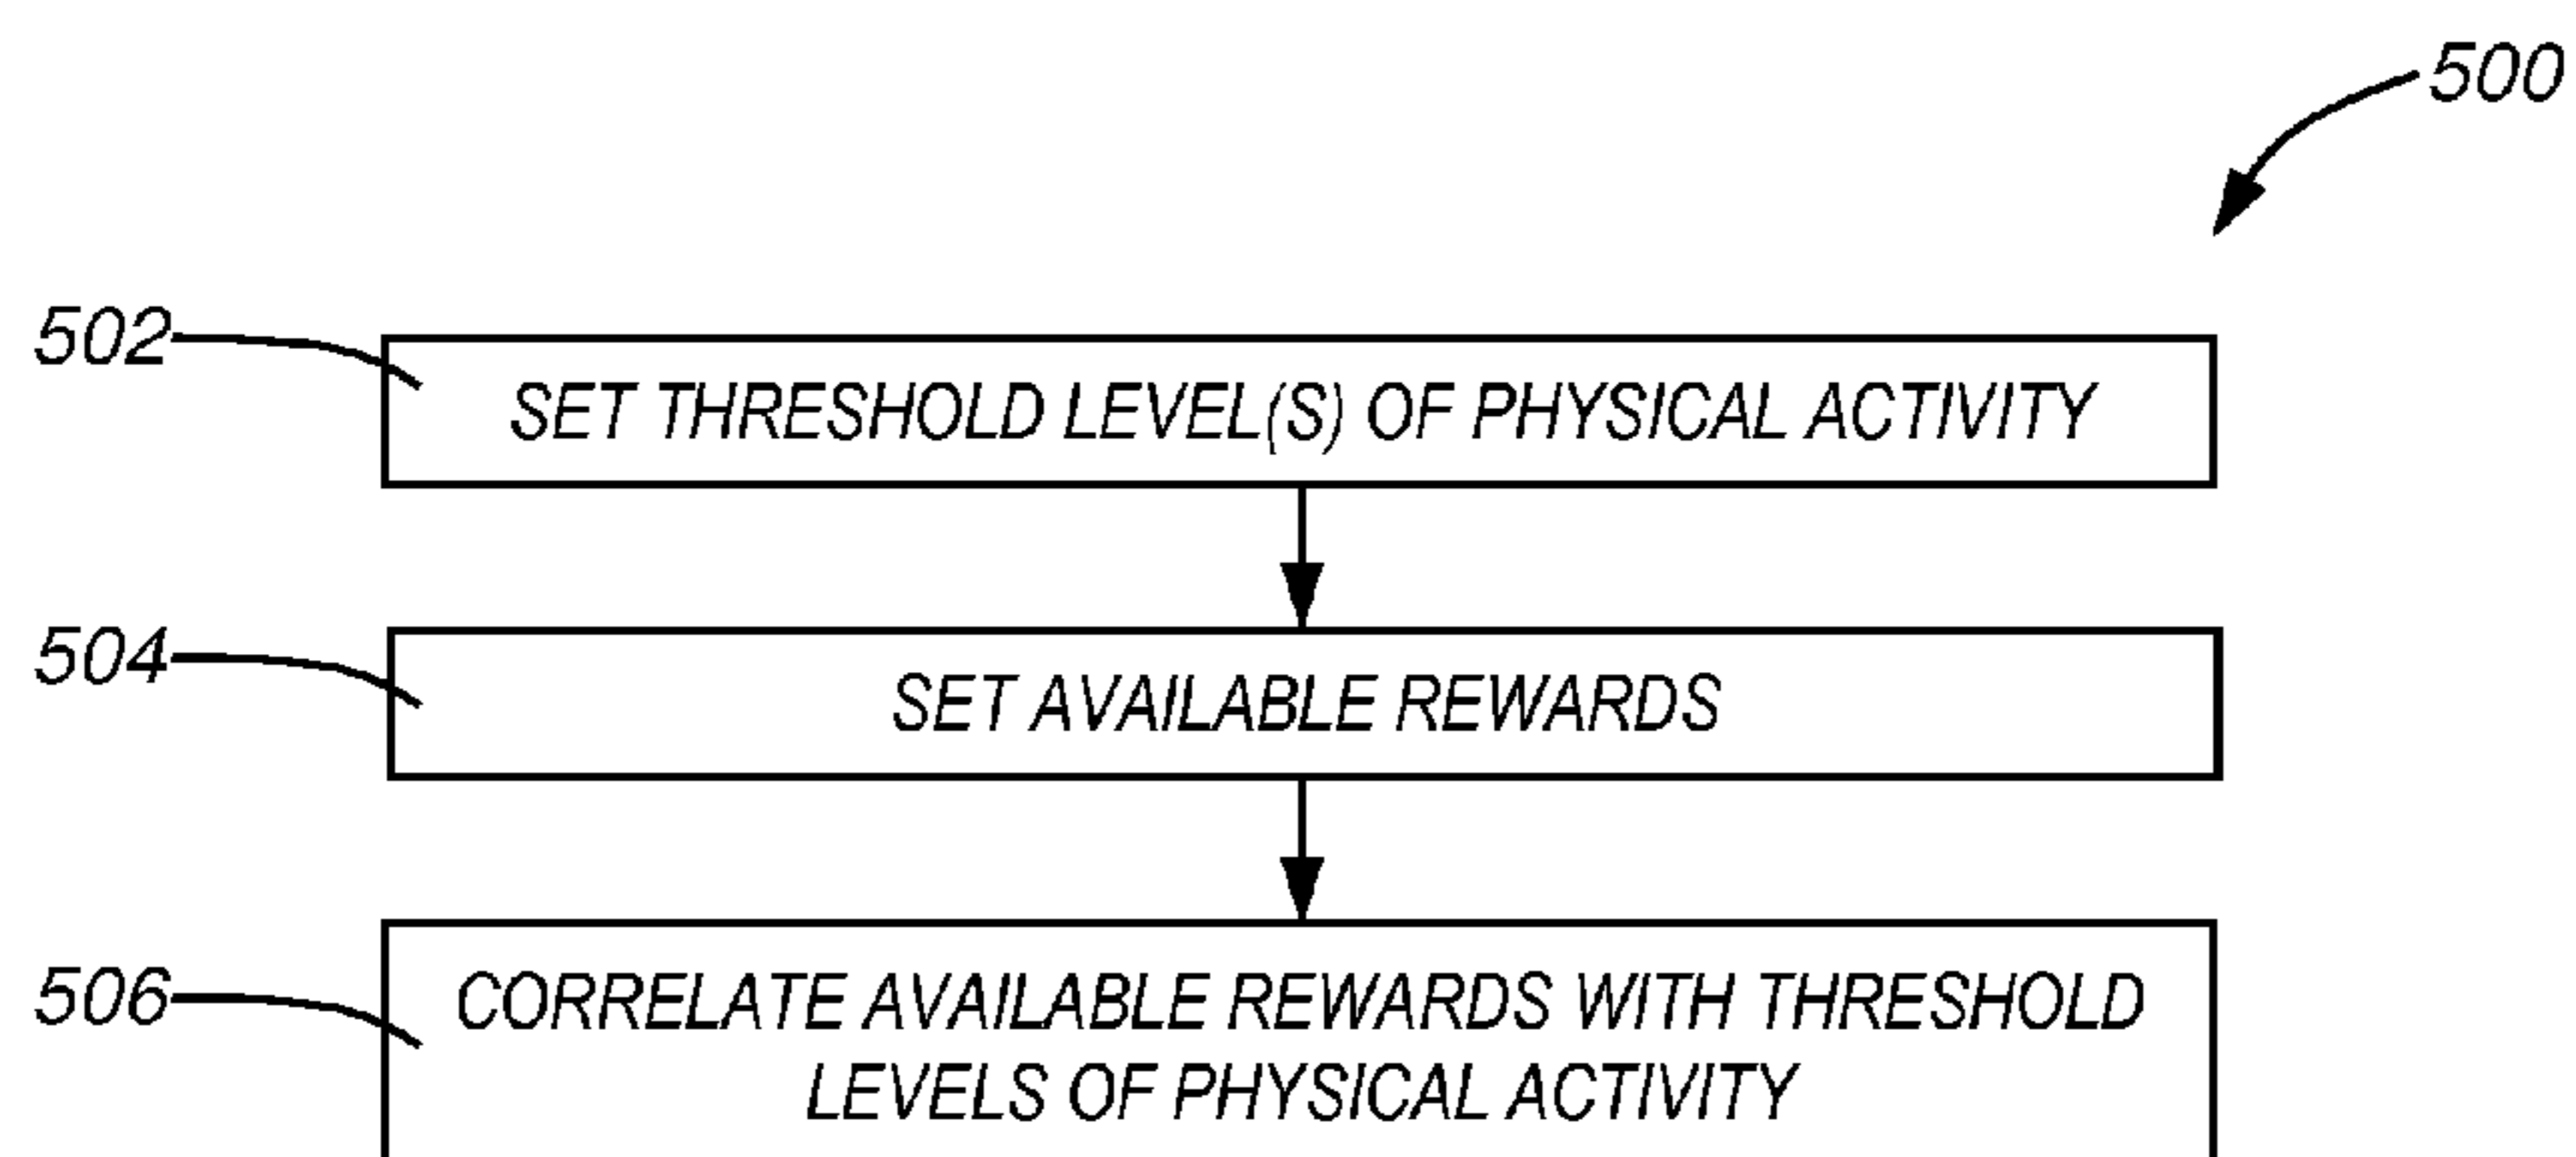 500
502
SET THRESHOLD LEVEL(S) OF PHYSICAL ACTIVITY
504
SET AVAILABLE REWARDS
506
CORRELATE AVAILABLE REWARDS WITH THRESHOLD
LEVELS OF PHYSICAL ACTIVITY